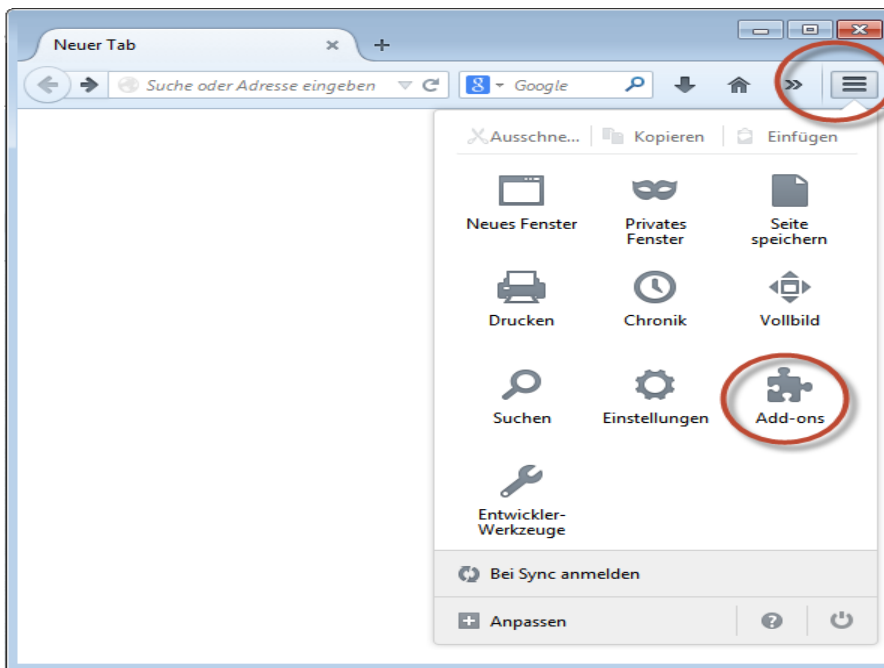 Neuer Tab
Suche oder Adresse eingeben
8 Google
Ausschne... Kopieren Einfügen
Neues Fenster
Privates
Fenster
Seite
speichern
Drucken
Chronik
Vollbild
Suchen
Einstellungen
Add-ons
Entwickler-
Werkzeuge
Bei Sync anmelden
Anpassen